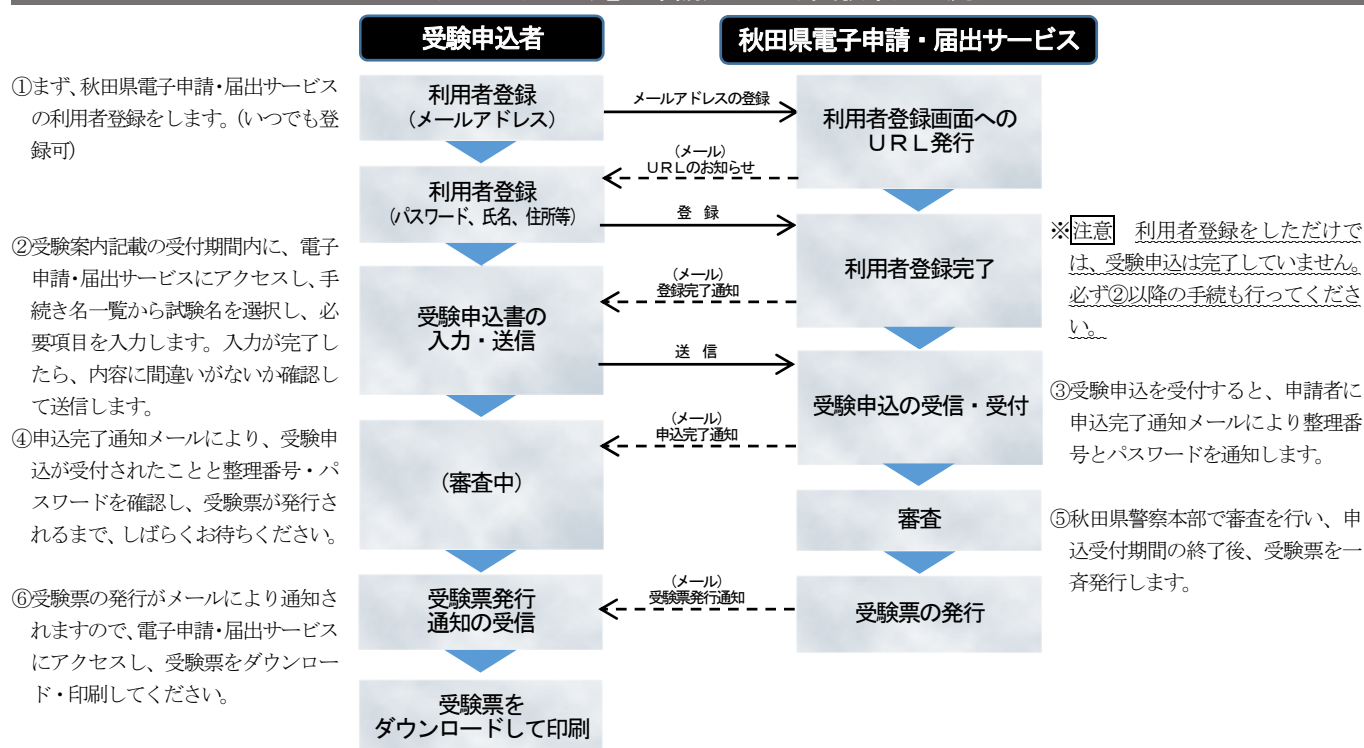 受験申込者
秋田県電子申請・届出サービス
①まず、秋田県電子申請・届出サービス
の利用者登録をします。(いつでも登
録可)
利用者登録
(メールアドレス)
メールアドレスの登録
利用者登録画面への
ＵＲＬ発行
(メール)
ＵＲＬのお知らせ
利用者登録
(パスワード、氏名、住所等)
登 録
利用者登録完了
※注意 利用者登録をしただけで
は、受験申込は完了していません。
必ず②以降の手続も行ってくださ
い。
②受験案内記載の受付期間内に、電子
申請・届出サービスにアクセスし、手
続き名一覧から試験名を選択し、必
要項目を入力します。入力が完了し
たら、内容に間違いがないか確認し
て送信します。
(メール)
登録完了通知
受験申込書の
入力・送信
送 信
受験申込の受信・受付
③受験申込を受付すると、申請者に
申込完了通知メールにより整理番
号とパスワードを通知します。
④申込完了通知メールにより、受験申
込が受付されたことと整理番号・パ
スワードを確認し、受験票が発行さ
れるまで、しばらくお待ちください。
(メール)
申込完了通知
(審査中)
審査
⑤秋田県警察本部で審査を行い、申
込受付期間の終了後、受験票を一
斉発行します。
⑥受験票の発行がメールにより通知さ
れますので、電子申請・届出サービス
にアクセスし、受験票をダウンロー
ド・印刷してください。
受験票発行
通知の受信
(メール)
受験票発行通知
受験票の発行
受験票を
ダウンロードして印刷